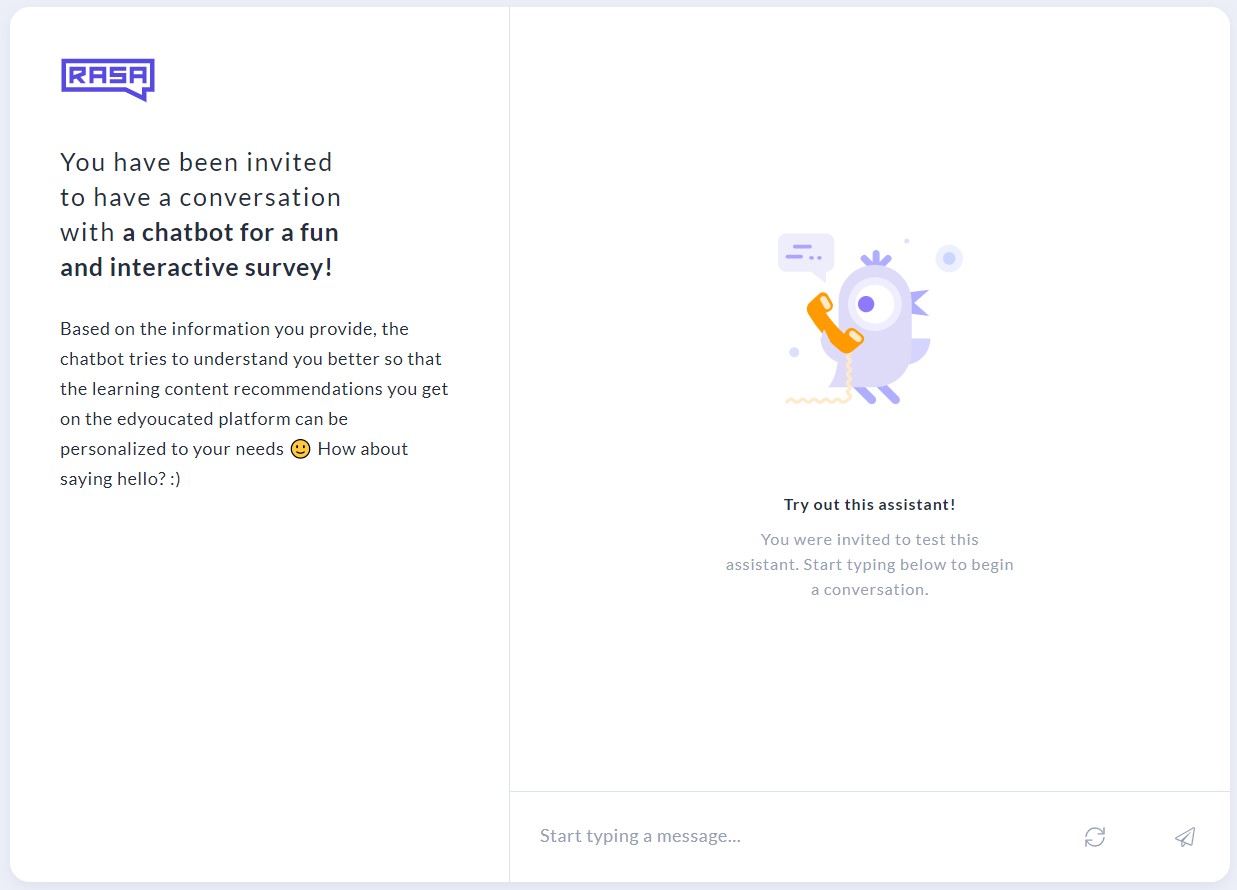 RASA
You have been invited
to have a conversation
with a chatbot for a fun
and interactive survey!
Based on the information you provide, the
chatbot tries to understand you better so that
the learning content recommendations you get
on the edyoucated platform can be
personalized to your needs 🙂 How about
saying hello? :)
Try out this assistant!
You were invited to test this
assistant. Start typing below to begin
a conversation.
Start typing a message...